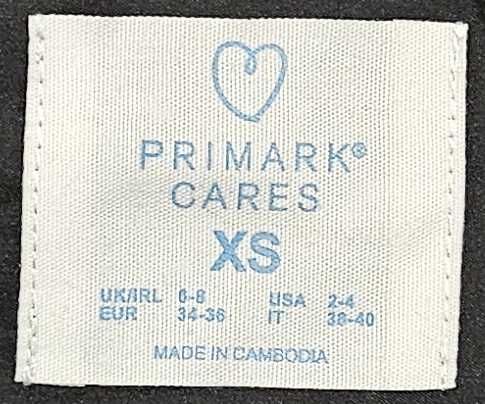 PRIMARK®
CARES
XS
UK/IRL 6-8 USA 2-4
EUR 34-36 IT 38-40
MADE IN CAMBODIA